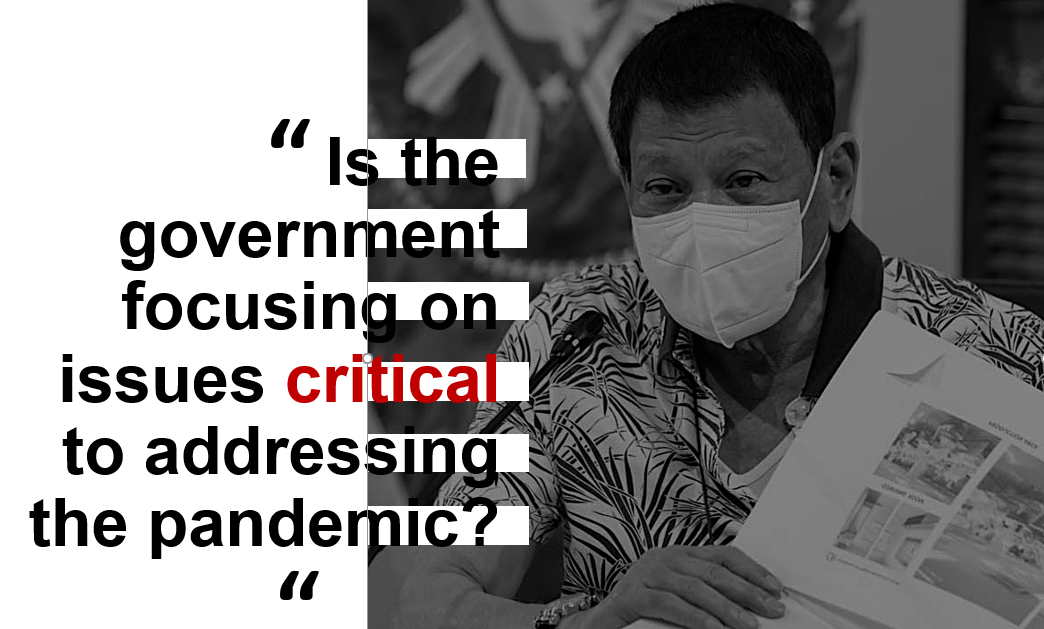 “ Is the
government
focusing on
issues critical
to addressing
the pandemic?
“